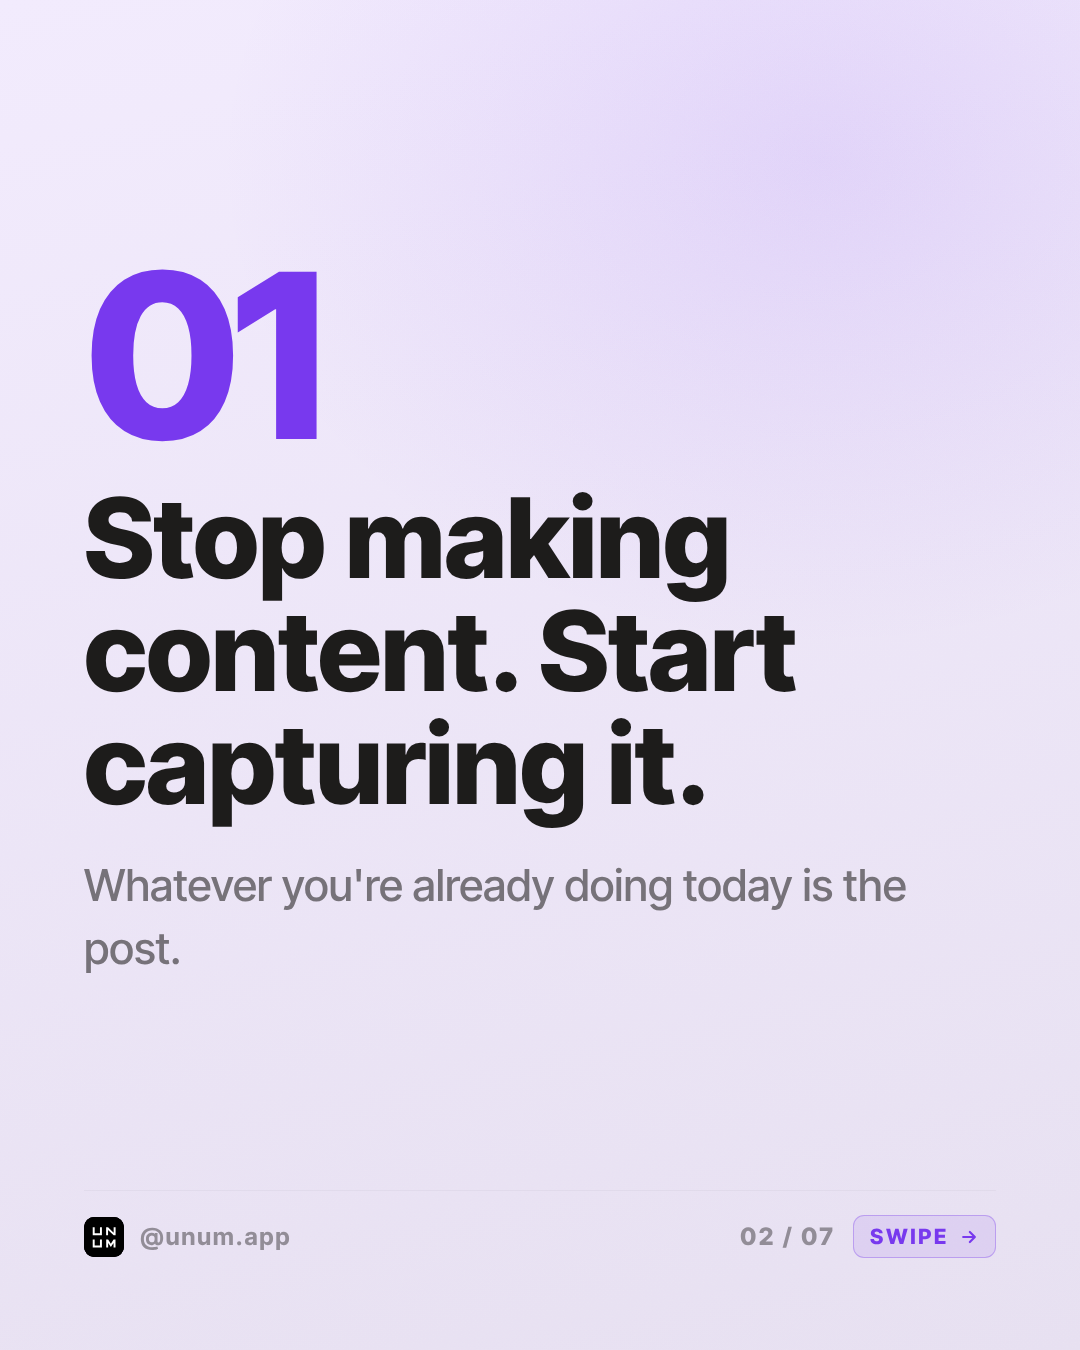 01
Stop making
content. Start
capturing it.
Whatever you're already doing today is the
post.
UN
UM
@unum.app
02 / 07
SWIPE →